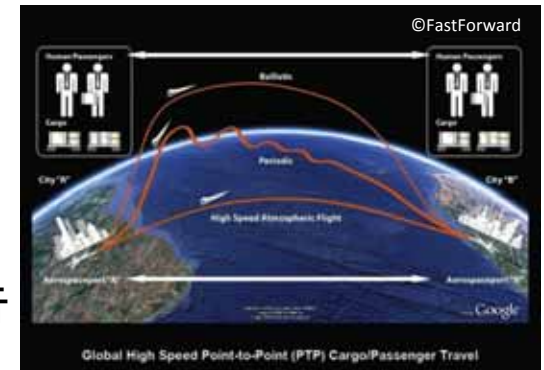 ©FastForward
Human Passengers
Human Passengers
Ballistic
Cargo
Cargo
Periodic
City "A"
City "B"
High Speed Atmospheric Flight
Aerospaceport "A"
Aerospaceport
Google
Global High Speed Point-to-Point (PTP) Cargo/Passenger Travel